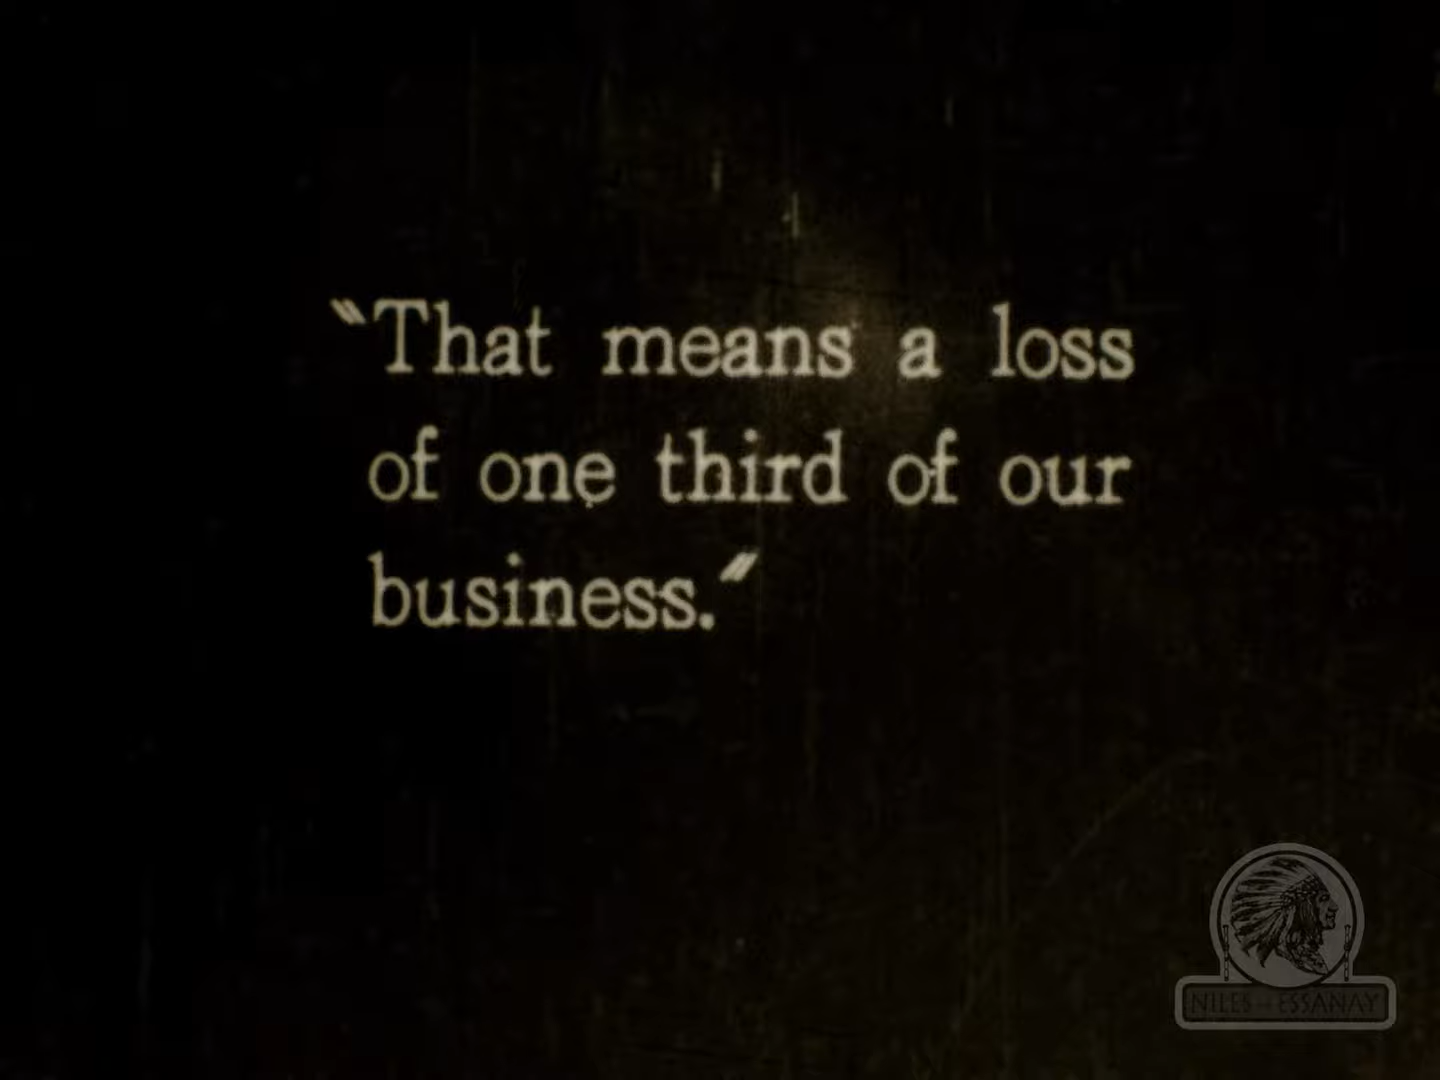 "That means a loss
of one third of our
business."
NILES ESSANAY